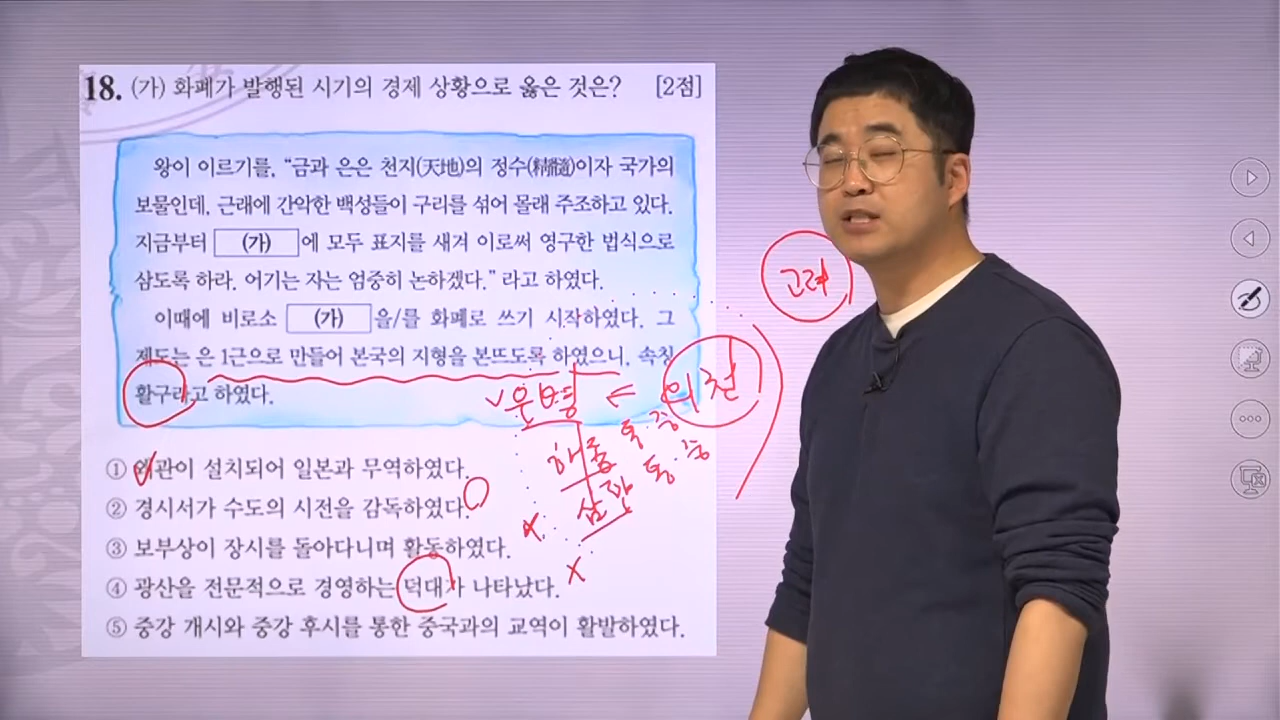 18. (가) 화폐가 발행된 시기의 경제 상황으로 옳은 것은? [2점]
왕이 이르기를, “금과 은은 천지(天地)의 정수(精髓)이자 국가의
보물인데, 근래에 간악한 백성들이 구리를 섞어 몰래 주조하고 있다.
지금부터 (가) 에 모두 표지를 새겨 이로써 영구한 법식으로
삼도록 하라. 어기는 자는 엄중히 논하겠다.”라고 하였다.
이때에 비로소 (가) 을/를 화폐로 쓰기 시작하였다. 그
제도는 은 1근으로 만들어 본국의 지형을 본뜨도록 하였으니, 속칭
활구라고 하였다.
고려
운명 ← 의천
해종통·중
삼한통·중
① 왜관이 설치되어 일본과 무역하였다.
② 경시서가 수도의 시전을 감독하였다.
③ 보부상이 장시를 돌아다니며 활동하였다.
④ 광산을 전문적으로 경영하는 덕대가 나타났다.
⑤ 중강 개시와 중강 후시를 통한 중국과의 교역이 활발하였다.